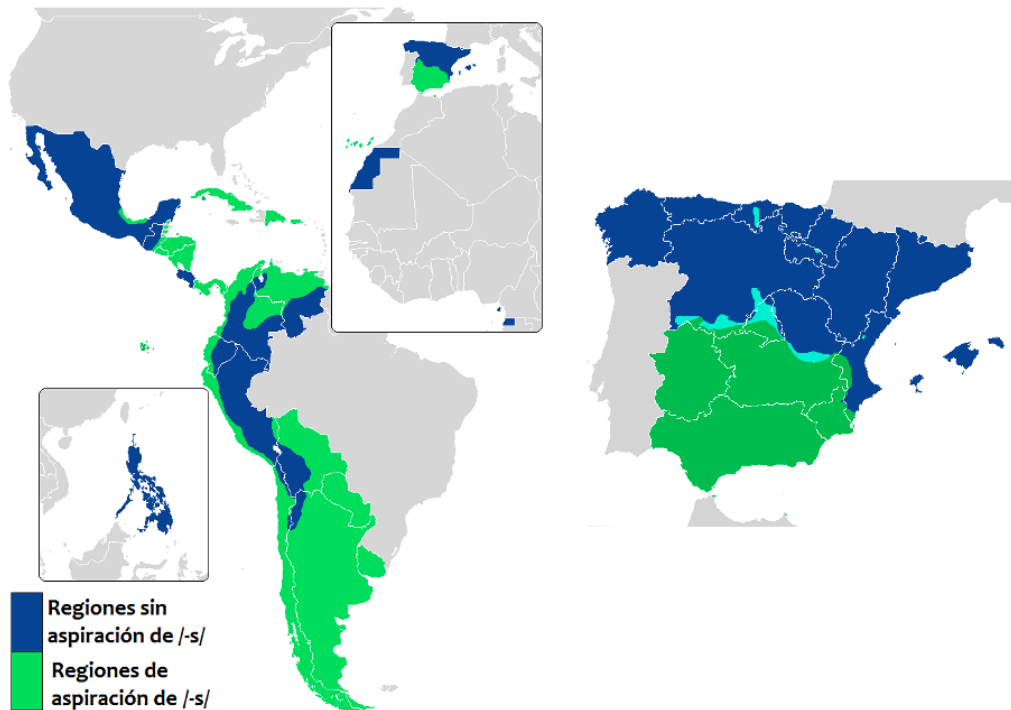 Regiones sin
aspiración de /-s/
Regiones de
aspiración de /-s/